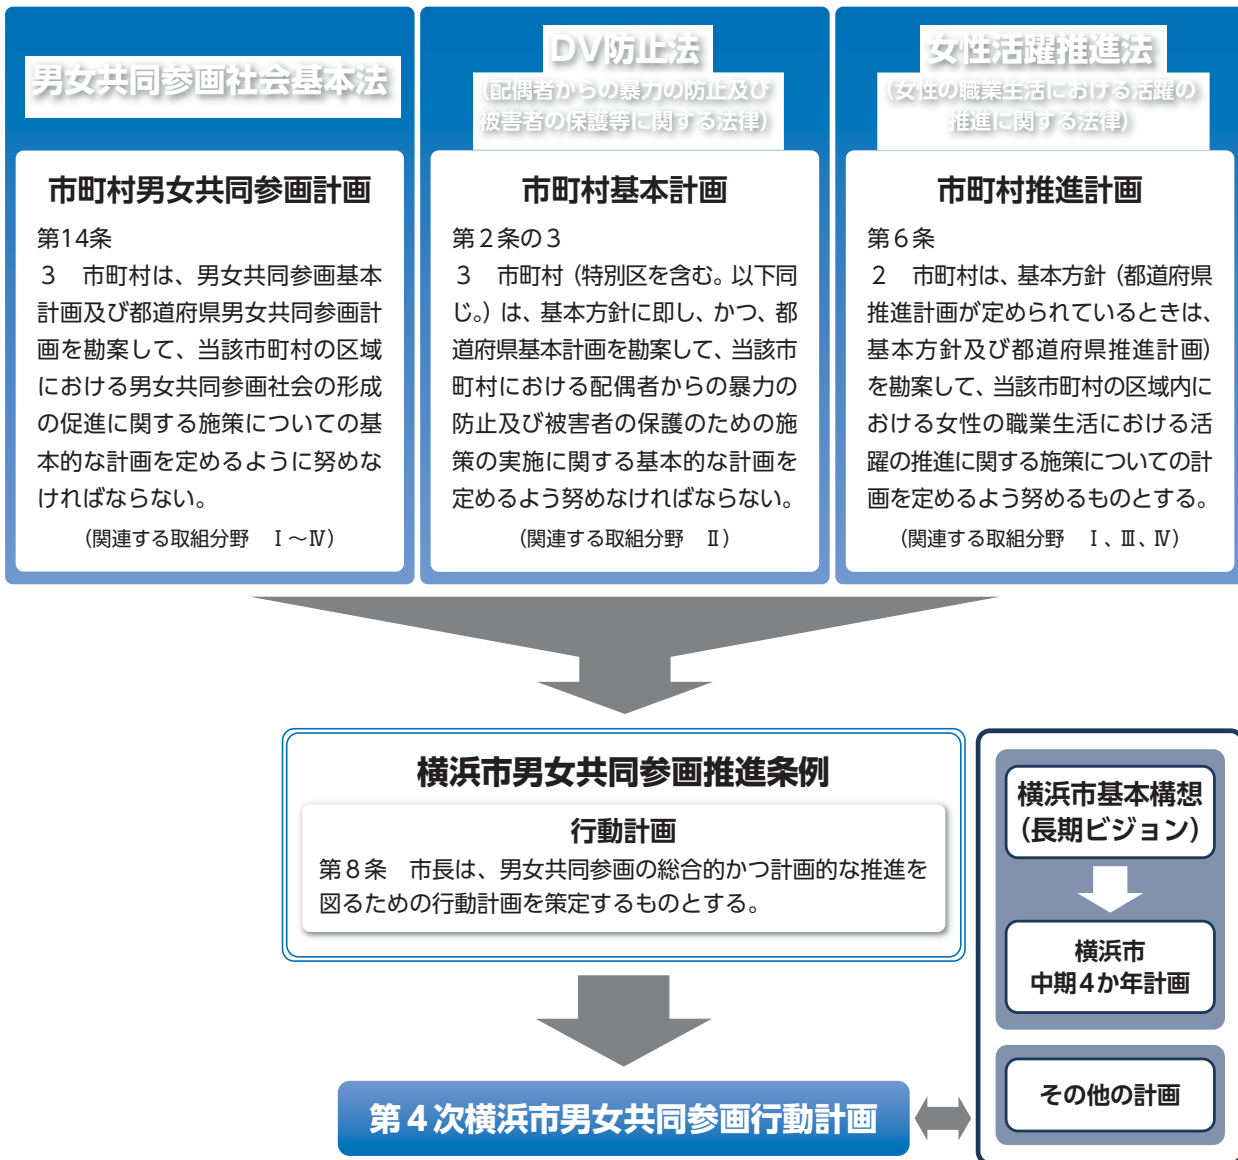 男女共同参画社会基本法
市町村男女共同参画計画
第14条
３　市町村は、男女共同参画基本
計画及び都道府県男女共同参画計
画を勘案して、当該市町村の区域
における男女共同参画社会の形成
の促進に関する施策についての基
本的な計画を定めるように努めな
ければならない。
（関連する取組分野　Ⅰ～Ⅳ）
DV防止法
（配偶者からの暴力の防止及び
被害者の保護等に関する法律）
市町村基本計画
第２条の３
３　市町村（特別区を含む。以下同
じ。）は、基本方針に即し、かつ、都
道府県基本計画を勘案して、当該市
町村における配偶者からの暴力の
防止及び被害者の保護のための施
策の実施に関する基本的な計画を
定めるよう努めなければならない。
（関連する取組分野　Ⅱ）
女性活躍推進法
（女性の職業生活における活躍の
推進に関する法律）
市町村推進計画
第６条
２　市町村は、基本方針（都道府県
推進計画が定められているときは、
基本方針及び都道府県推進計画）
を勘案して、当該市町村の区域内に
おける女性の職業生活における活
躍の推進に関する施策についての計
画を定めるよう努めるものとする。
（関連する取組分野　Ⅰ、Ⅲ、Ⅳ）
横浜市男女共同参画推進条例
行動計画
第８条　市長は、男女共同参画の総合的かつ計画的な推進を
図るための行動計画を策定するものとする。
第４次横浜市男女共同参画行動計画
横浜市基本構想
（長期ビジョン）
横浜市
中期４か年計画
その他の計画